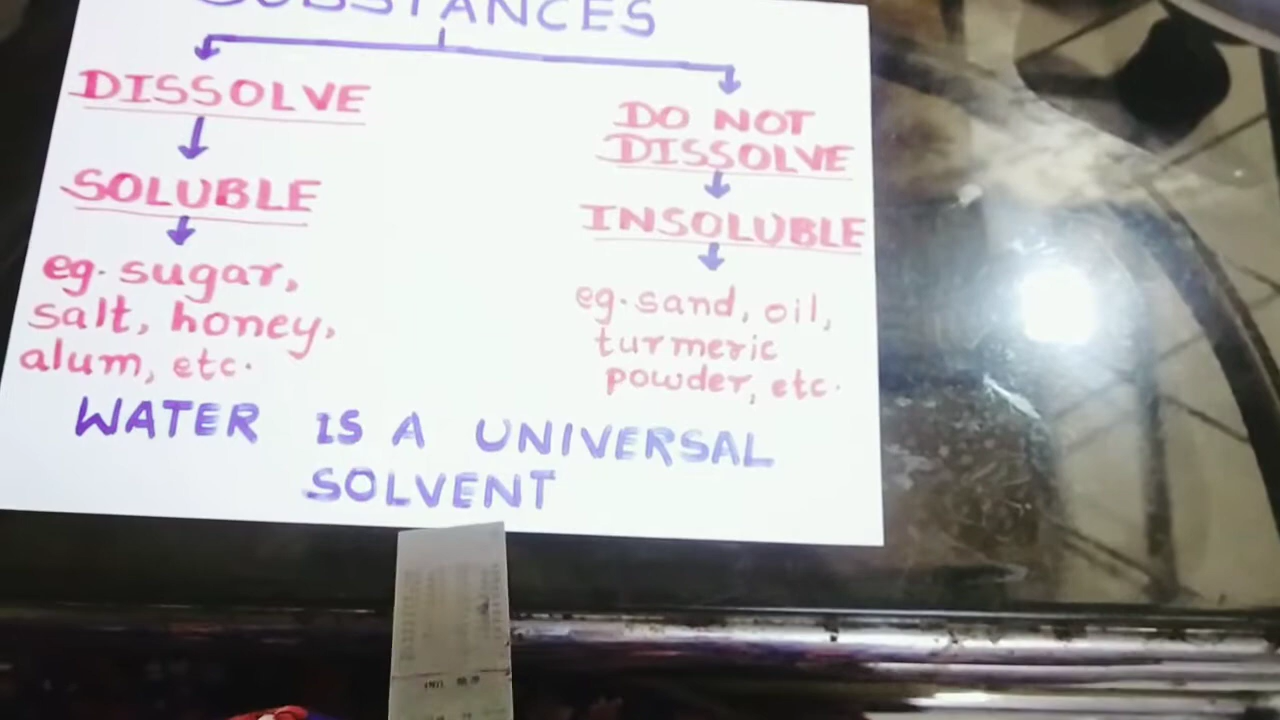 SUBSTANCES
DISSOLVE
SOLUBLE
eg. sugar,
salt, honey,
alum, etc.
DO NOT
DISSOLVE
INSOLUBLE
eg. sand, oil,
turmeric
powder, etc.
WATER IS A UNIVERSAL
SOLVENT